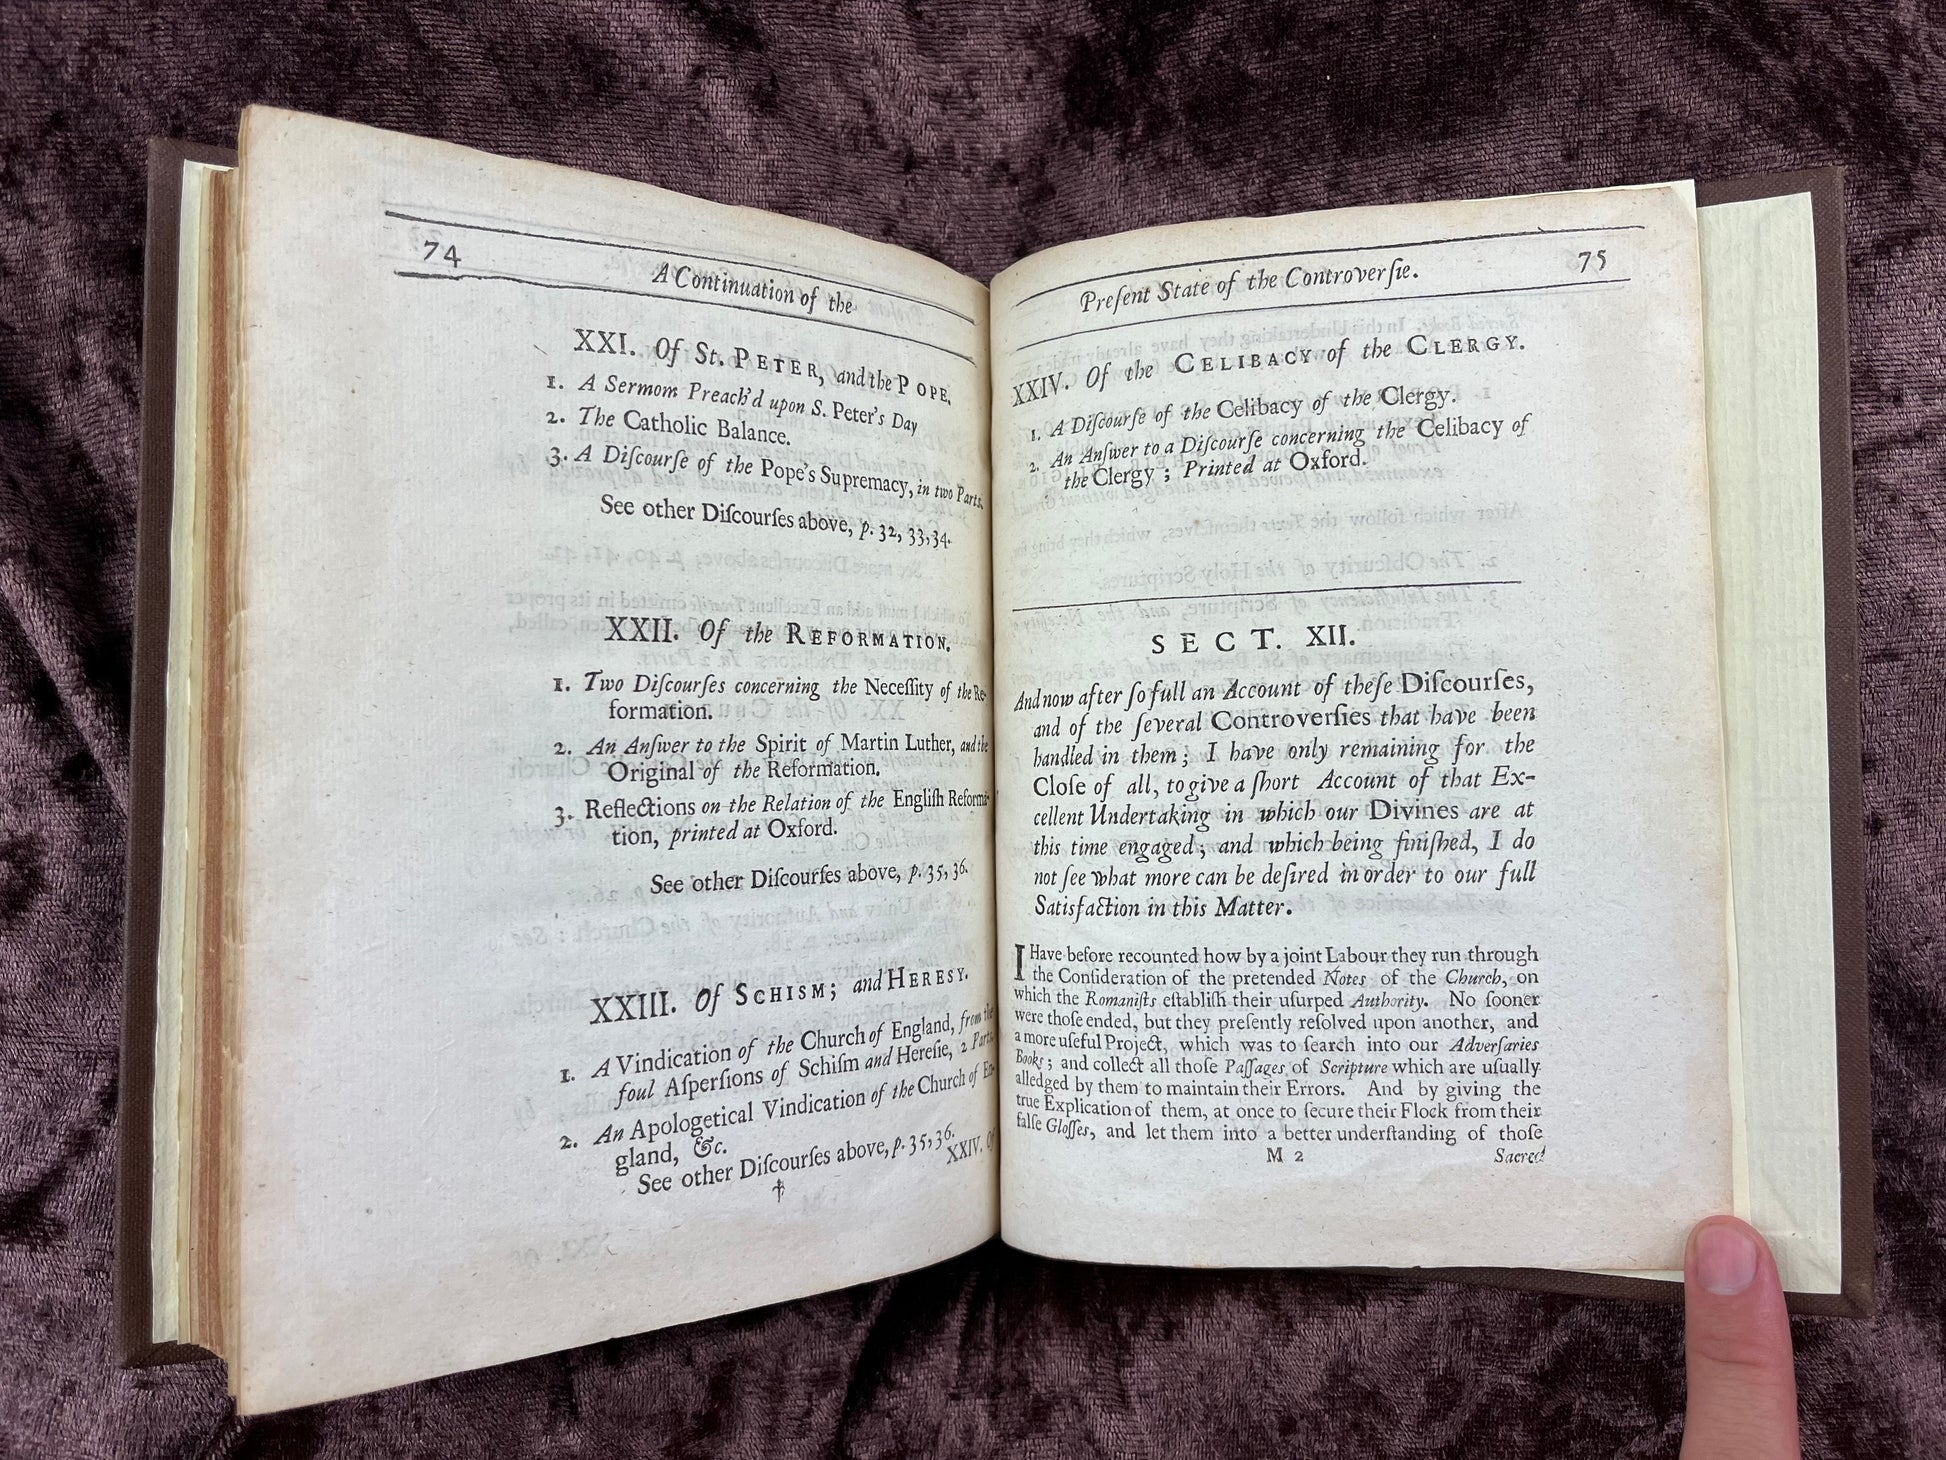 74
A Continuation of the
XXI. Of St. PETER, and the POPE.
1. A Sermom Preach'd upon S. Peter's Day
2. The Catholic Balance.
3. A Diſcourſe of the Pope's Supremacy, in two Parts.
See other Diſcourſes above, p. 32, 33, 34.
XXII. Of the REFORMATION.
1. Two Diſcourſes concerning the Neceſſity of the Re-
formation.
2. An Anſwer to the Spirit of Martin Luther, and the
Original of the Reformation.
3. Reflections on the Relation of the Engliſh Reforma-
tion, printed at Oxford.
See other Diſcourſes above, p. 35, 36.
XXIII. Of SCHISM; and HERESY.
1. A Vindication of the Church of England, from the
foul Aſperſions of Schiſm and Hereſie, 2 Parts.
2. An Apologetical Vindication of the Church of En-
gland, &c.
See other Diſcourſes above, p. 35, 36.
XXIV. Of
Preſent State of the Controverſie.
75
XXIV. Of the CELIBACY of the CLERGY.
1. A Diſcourſe of the Celibacy of the Clergy.
2. An Anſwer to a Diſcourſe concerning the Celibacy of
the Clergy; Printed at Oxford.
SECT. XII.
And now after ſo full an Account of theſe Diſcourſes,
and of the ſeveral Controverſies that have been
handled in them; I have only remaining for the
Cloſe of all, to give a ſhort Account of that Ex-
cellent Undertaking in which our Divines are at
this time engaged; and which being finiſhed, I do
not ſee what more can be deſired in order to our full
Satisfaction in this Matter.
I Have before recounted how by a joint Labour they run through
the Conſideration of the pretended Notes of the Church, on
which the Romaniſts eſtabliſh their uſurped Authority. No ſooner
were thoſe ended, but they preſently reſolved upon another, and
a more uſeful Project, which was to ſearch into our Adverſaries
Books; and collect all thoſe Paſſages of Scripture which are uſually
alledged by them to maintain their Errors. And by giving the
true Explication of them, at once to ſecure their Flock from their
falſe Gloſſes, and let them into a better underſtanding of thoſe
M 2
Sacred